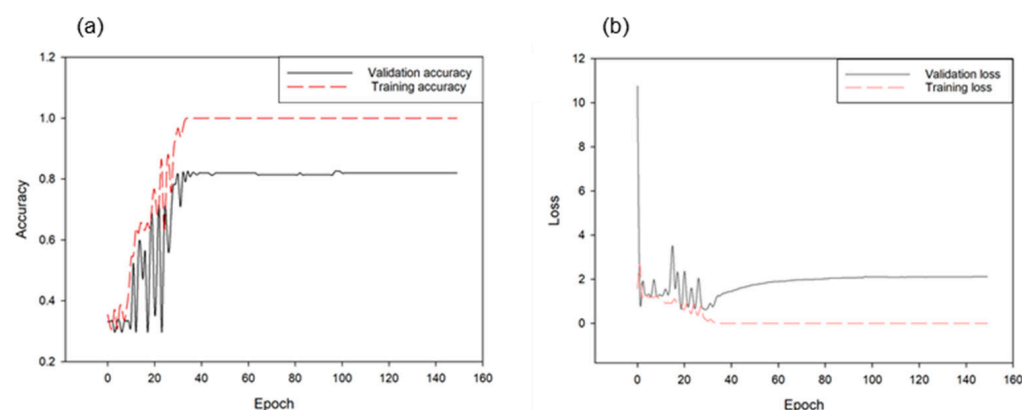 (a)
1.2
1.0
0.8
0.6
0.4
0.2
Accuracy
Validation accuracy
Training accuracy
0 20 40 60 80 100 120 140 160
Epoch
(b)
12
10
8
6
4
2
0
Loss
Validation loss
Training loss
0 20 40 60 80 100 120 140 160
Epoch